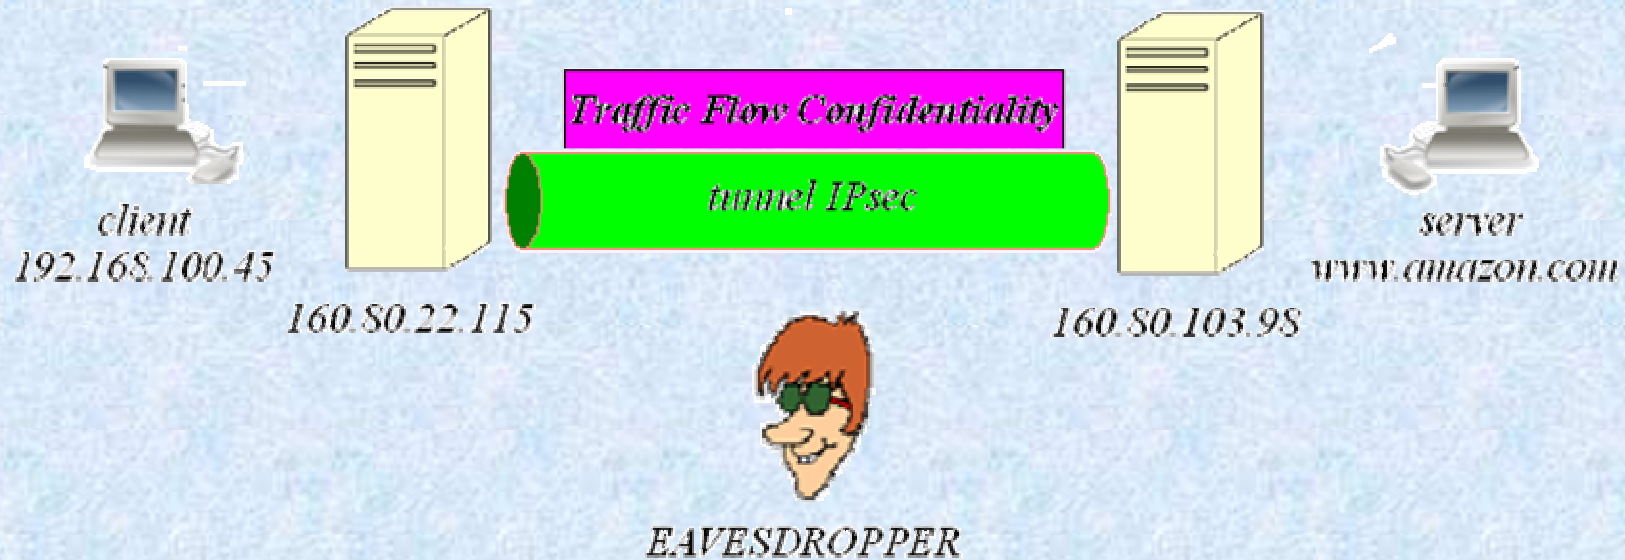 Traffic Flow Confidentiality
tunnel IPsec
client
192.168.100.45
160.80.22.115
160.80.103.98
server
www.amazon.com
EAVESDROPPER